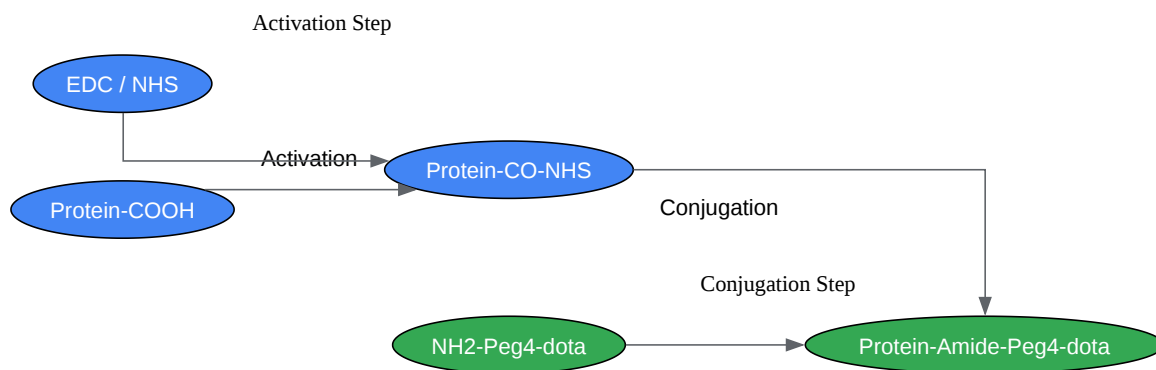 Activation Step
EDC / NHS
Activation
Protein-CO-NHS
Protein-COOH
Conjugation
Conjugation Step
NH2-Peg4-dota
Protein-Amide-Peg4-dota